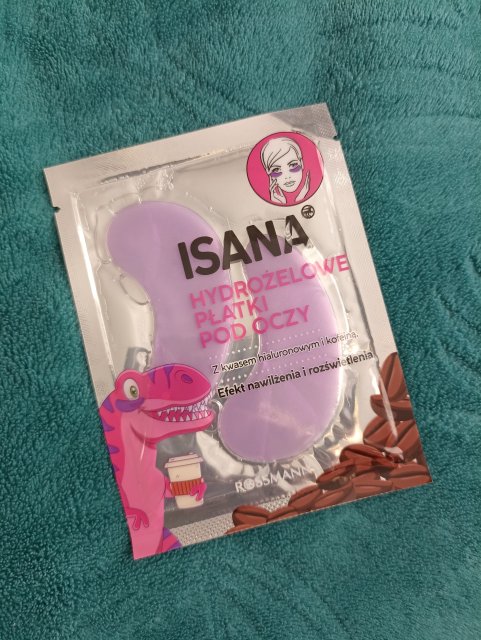 ISANA
HYDROŻELOWE
PŁATKI
POD OCZY
Z kwasem hialuronowym i kofeiną.
Efekt nawilżenia i rozświetlenia
ROSSMANN